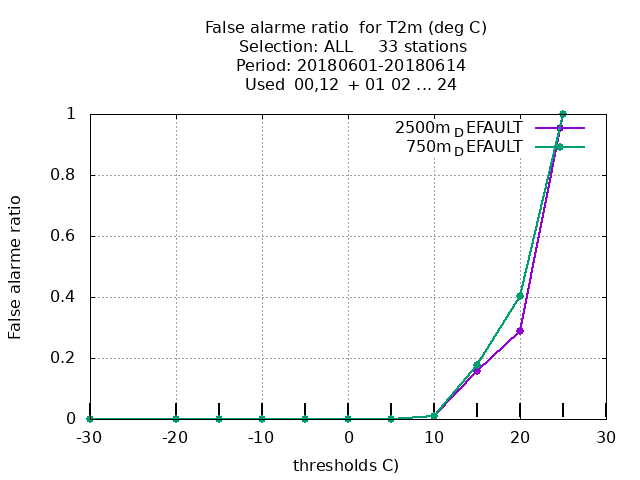 False alarme ratio  for T2m (deg C)
Selection: ALL     33 stations
Period: 20180601-20180614
Used  00,12  + 01 02 ... 24
2500m_DEFAULT
750m_DEFAULT
False alarme ratio
1
0.8
0.6
0.4
0.2
0
-30 -20 -10 0 10 20 30
thresholds C)